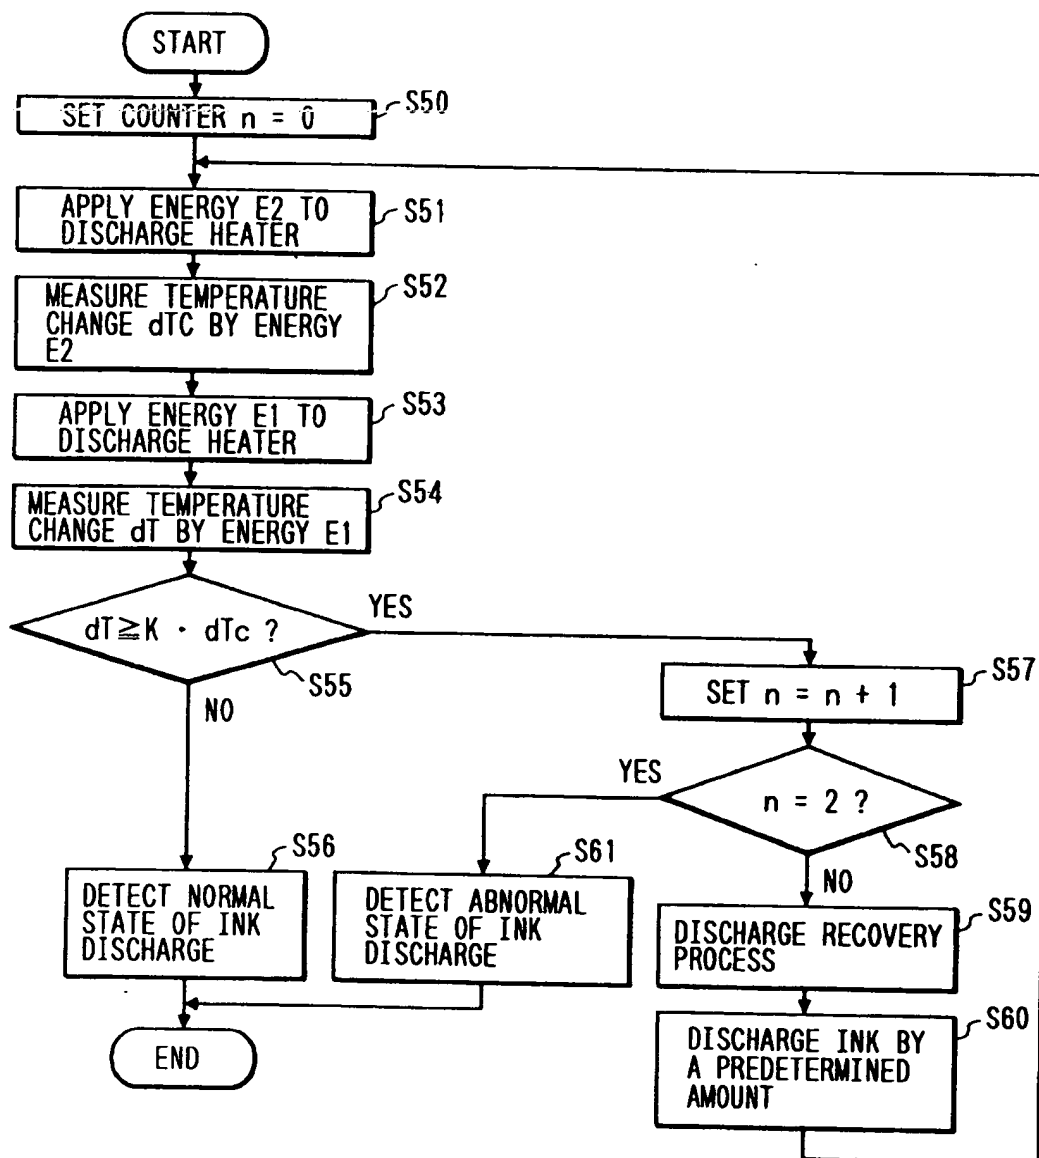 START
S50
SET COUNTER n = 0
S51
APPLY ENERGY E2 TO
DISCHARGE HEATER
S52
MEASURE TEMPERATURE
CHANGE dTC BY ENERGY
E2
S53
APPLY ENERGY E1 TO
DISCHARGE HEATER
S54
MEASURE TEMPERATURE
CHANGE dT BY ENERGY E1
dT≧K · dTc ?
YES
S55
NO
S57
SET n = n + 1
n = 2 ?
YES
S58
NO
S56
DETECT NORMAL
STATE OF INK
DISCHARGE
S61
DETECT ABNORMAL
STATE OF INK
DISCHARGE
S59
DISCHARGE RECOVERY
PROCESS
S60
DISCHARGE INK BY
A PREDETERMINED
AMOUNT
END